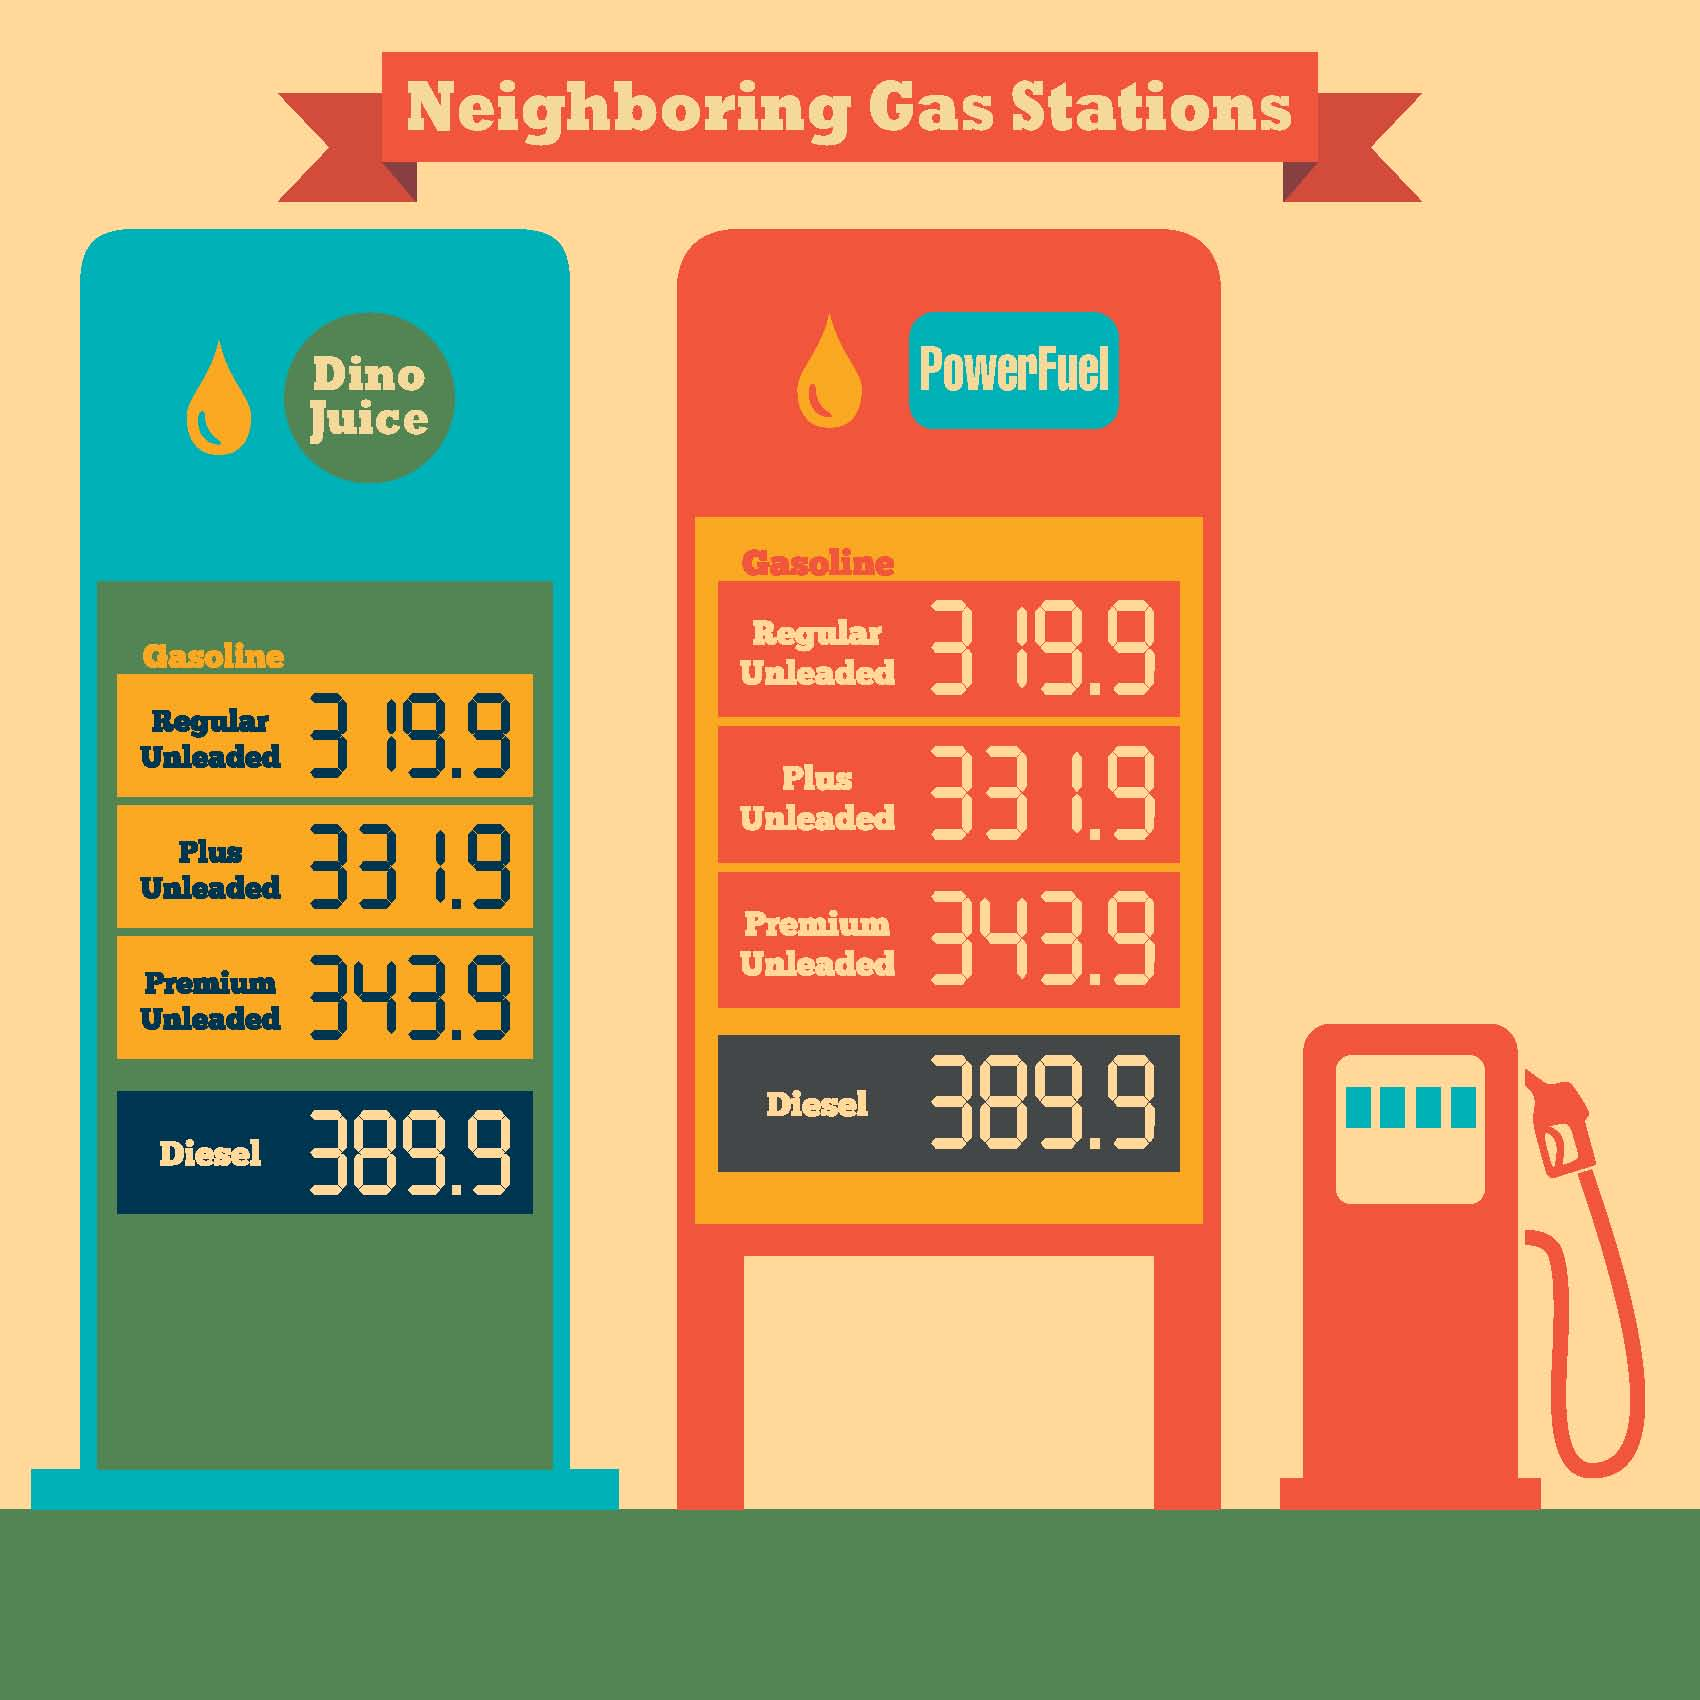 Neighboring Gas Stations
Dino
Juice
Gasoline
Regular
Unleaded
319.9
Plus
Unleaded
331.9
Premium
Unleaded
343.9
Diesel
389.9
PowerFuel
Gasoline
Regular
Unleaded
319.9
Plus
Unleaded
331.9
Premium
Unleaded
343.9
Diesel
389.9